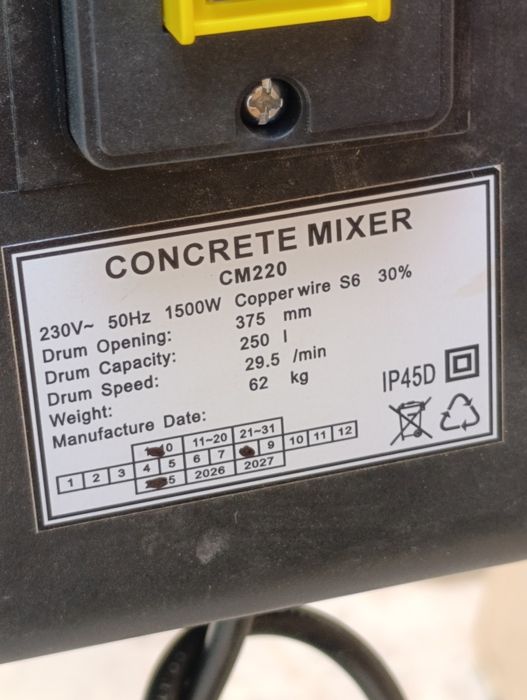 CONCRETE MIXER
CM220
230V~ 50Hz 1500W Copper wire S6 30%
Drum Opening: 375 mm
Drum Capacity: 250 l
Drum Speed: 29.5 /min
Weight: 62 kg
Manufacture Date:
11~20 21~31
1 2 3 4 5 6 7 9 10 11 12
2026 2027
IP45D